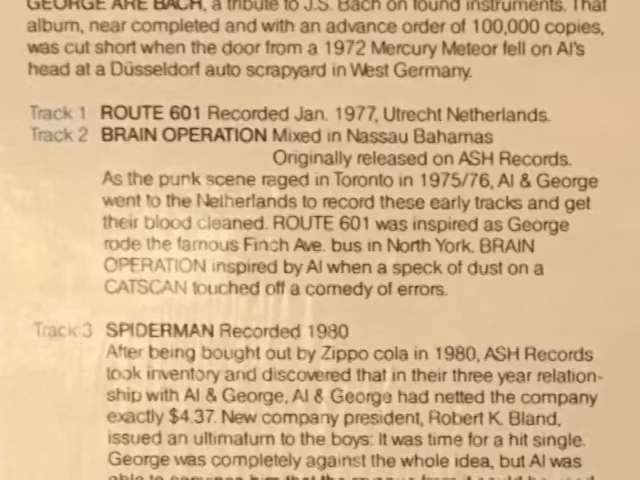 GEORGE ARE BACH, a tribute to J.S. Bach on found instruments. That
album, near completed and with an advance order of 100,000 copies,
was cut short when the door from a 1972 Mercury Meteor fell on Al's
head at a Düsseldorf auto scrapyard in West Germany.
Track 1 ROUTE 601 Recorded Jan. 1977, Utrecht Netherlands.
Track 2 BRAIN OPERATION Mixed in Nassau Bahamas
Originally released on ASH Records.
As the punk scene raged in Toronto in 1975/76, Al & George
went to the Netherlands to record these early tracks and get
their blood cleaned. ROUTE 601 was inspired as George
rode the famous Finch Ave. bus in North York. BRAIN
OPERATION inspired by Al when a speck of dust on a
CATSCAN touched off a comedy of errors.
Track 3 SPIDERMAN Recorded 1980
After being bought out by Zippo cola in 1980, ASH Records
took inventory and discovered that in their three year relation-
ship with Al & George, Al & George had netted the company
exactly $4.37. New company president, Robert K. Bland,
issued an ultimatum to the boys: It was time for a hit single.
George was completely against the whole idea, but Al was